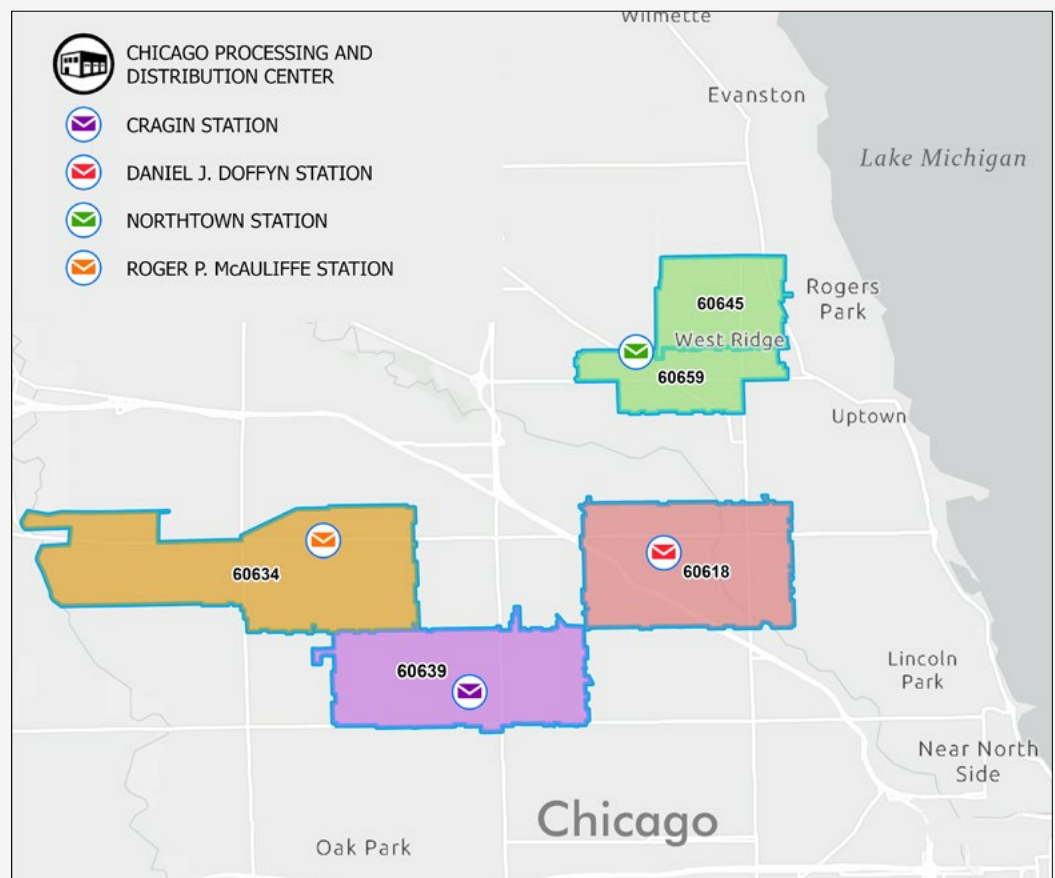 CHICAGO PROCESSING AND
DISTRIBUTION CENTER
CRAGIN STATION
DANIEL J. DOFFYN STATION
NORTHTOWN STATION
ROGER P. McAULIFFE STATION
Wilmette
Evanston
Lake Michigan
Rogers
Park
60645
West Ridge
60659
Uptown
60634
60618
60639
Lincoln
Park
Near North
Side
Chicago
Oak Park